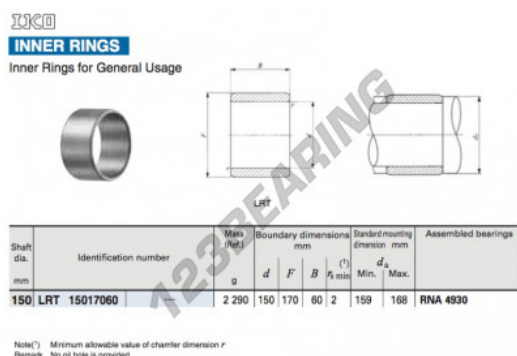 IKO
INNER RINGS
Inner Rings for General Usage
B
F
r
r
d
da
LRT
Shaft dia. mm
Identification number
Mass (Ref.) g
Boundary dimensions mm
d F B rs min(1)
Standard mounting dimension mm
da
Min. Max.
Assembled bearings
150 LRT 15017060 — 2 290 150 170 60 2 159 168 RNA 4930
Note(1) Minimum allowable value of chamfer dimension r
Remark No oil hole is provided.
123BEARING